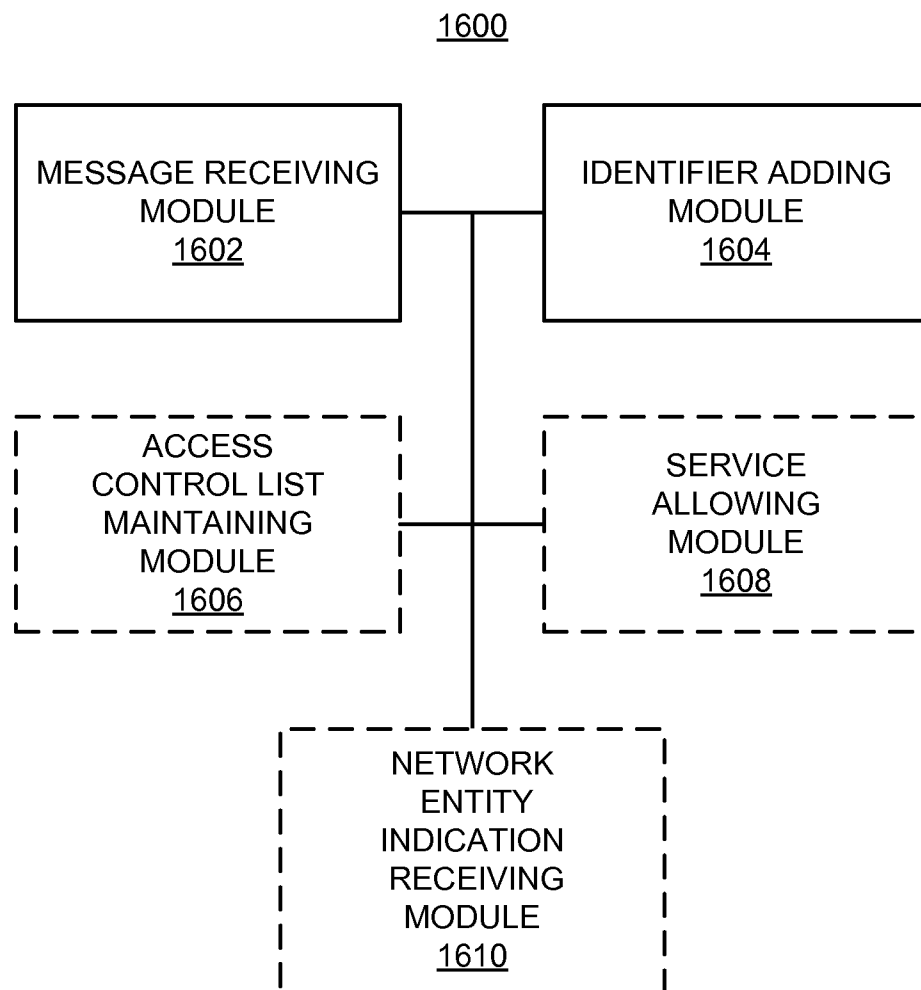 1600
MESSAGE RECEIVING
MODULE
1602
IDENTIFIER ADDING
MODULE
1604
ACCESS
CONTROL LIST
MAINTAINING
MODULE
1606
SERVICE
ALLOWING
MODULE
1608
NETWORK
ENTITY
INDICATION
RECEIVING
MODULE
1610